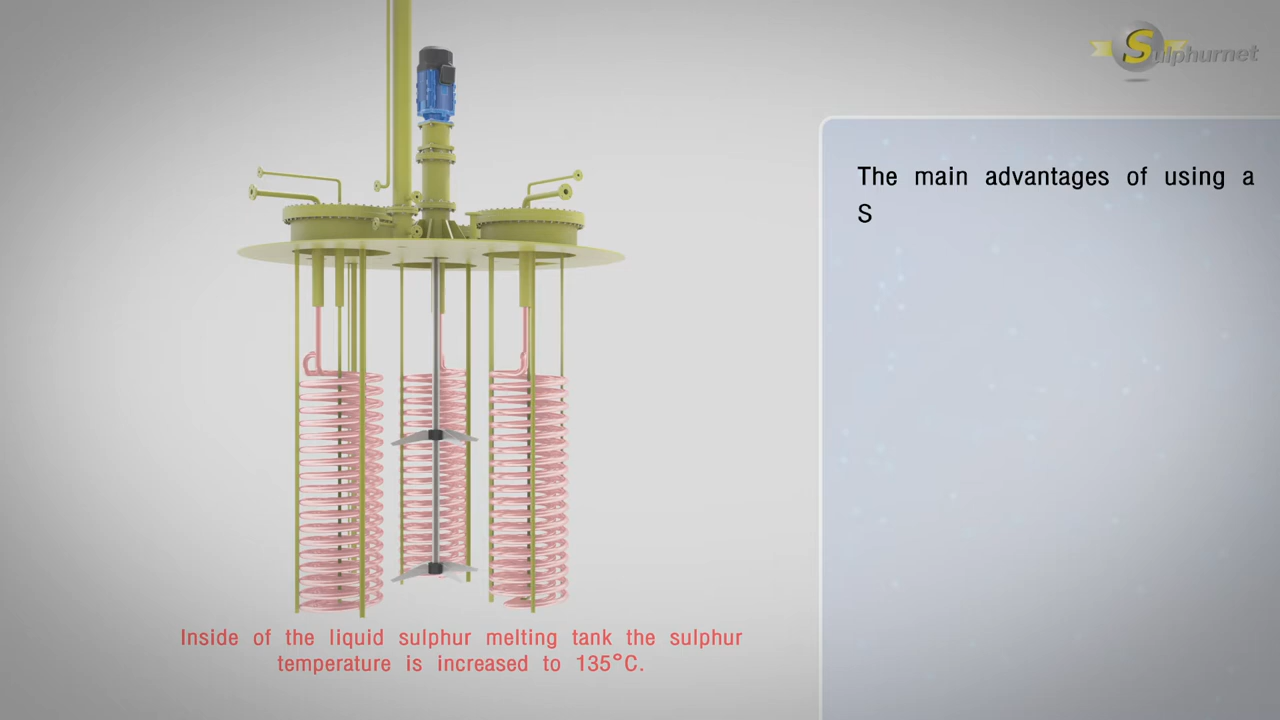 Sulphurnet
The main advantages of using a
S
Inside of the liquid sulphur melting tank the sulphur
temperature is increased to 135°C.